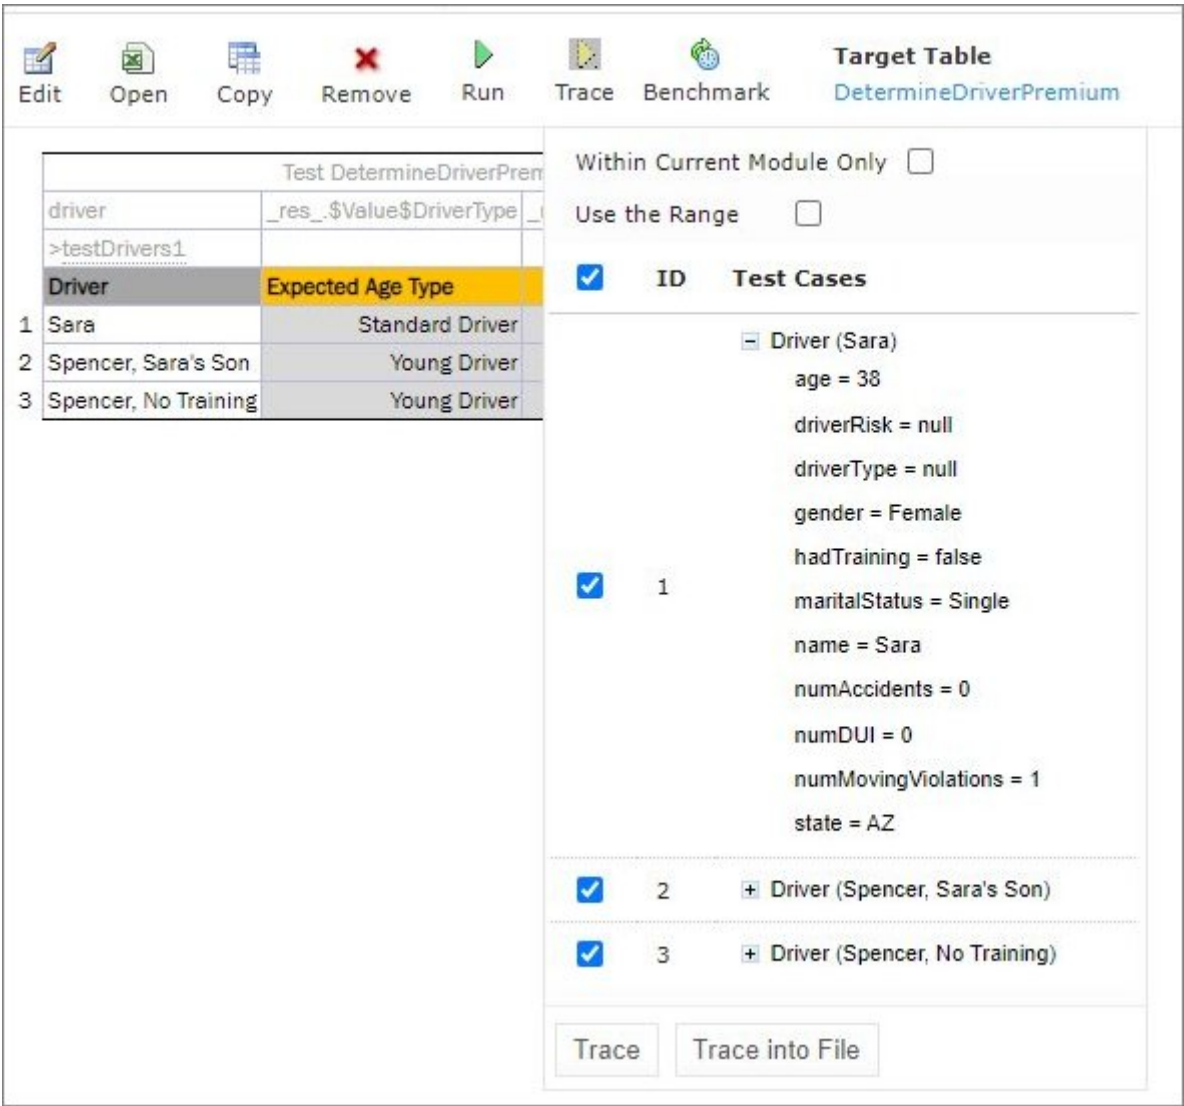 Edit Open Copy Remove Run Trace Benchmark Target Table
DetermineDriverPremium
Test DetermineDriverPrem
driver _res_.$Value$DriverType
>testDrivers1
Driver Expected Age Type
1 Sara Standard Driver
2 Spencer, Sara's Son Young Driver
3 Spencer, No Training Young Driver
Within Current Module Only
Use the Range
ID Test Cases
Driver (Sara)
age = 38
driverRisk = null
driverType = null
gender = Female
hadTraining = false
1
maritalStatus = Single
name = Sara
numAccidents = 0
numDUI = 0
numMovingViolations = 1
state = AZ
2 Driver (Spencer, Sara's Son)
3 Driver (Spencer, No Training)
Trace Trace into File